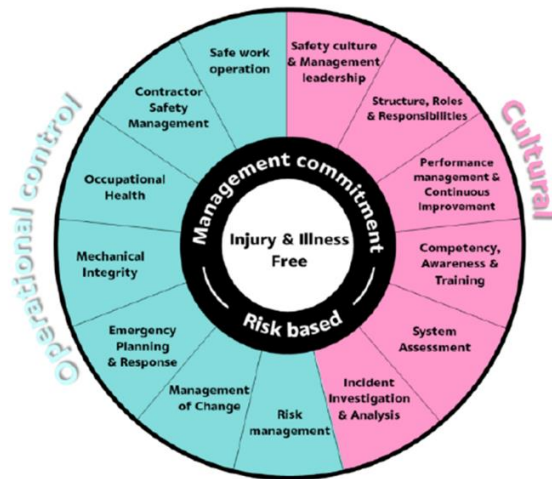 Safe work
operation
Safety culture
& Management
leadership
Structure, Roles
& Responsibilities
Performance
management &
Continuous
Improvement
Competency,
Awareness &
Training
System
Assessment
Incident
Investigation
& Analysis
Risk
management
Management
of Change
Emergency
Planning
& Response
Mechanical
Integrity
Occupational
Health
Contractor
Safety
Management
Operational control
Cultural
Management commitment
Injury & Illness
Free
Risk based